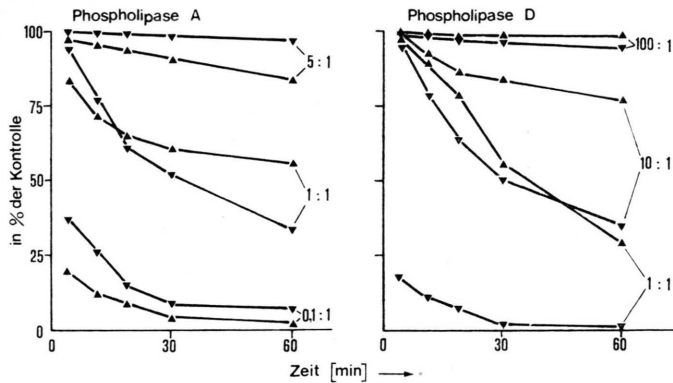 Phospholipase A
Phospholipase D
in % der Kontrolle
100
75
50
25
0
5 : 1
1 : 1
0,1 : 1
0
30
60
100 : 1
10 : 1
1 : 1
0
30
60
Zeit [min]